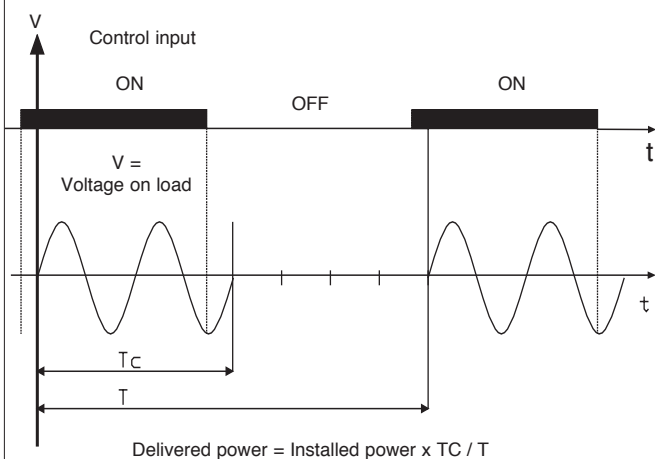 V
Control input
ON
OFF
ON
t
V =
Voltage on load
t
Tc
T
Delivered power = Installed power x TC / T